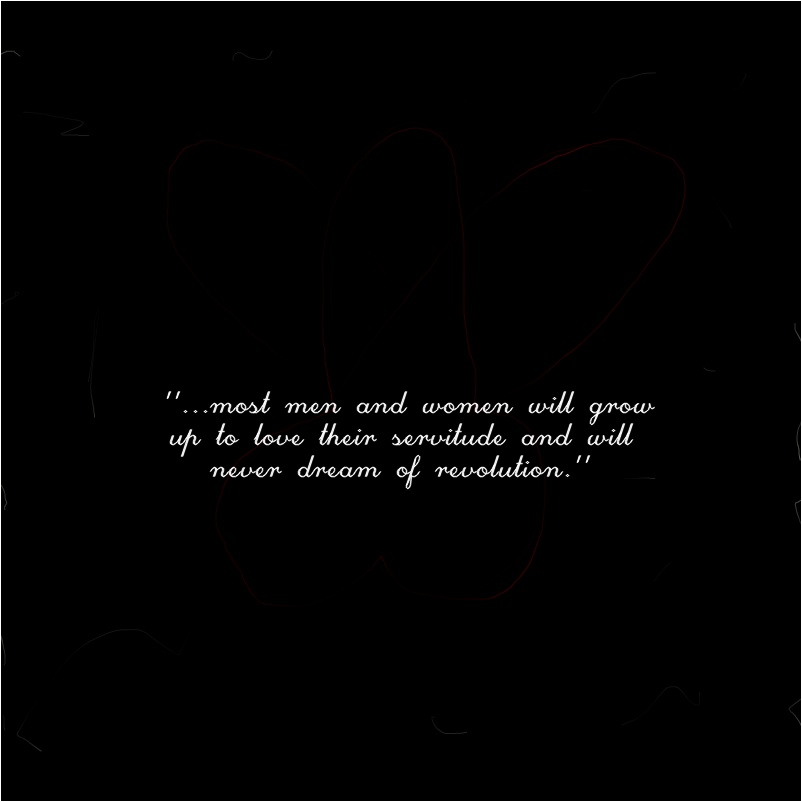 "...most men and women will grow
up to love their servitude and will
never dream of revolution."